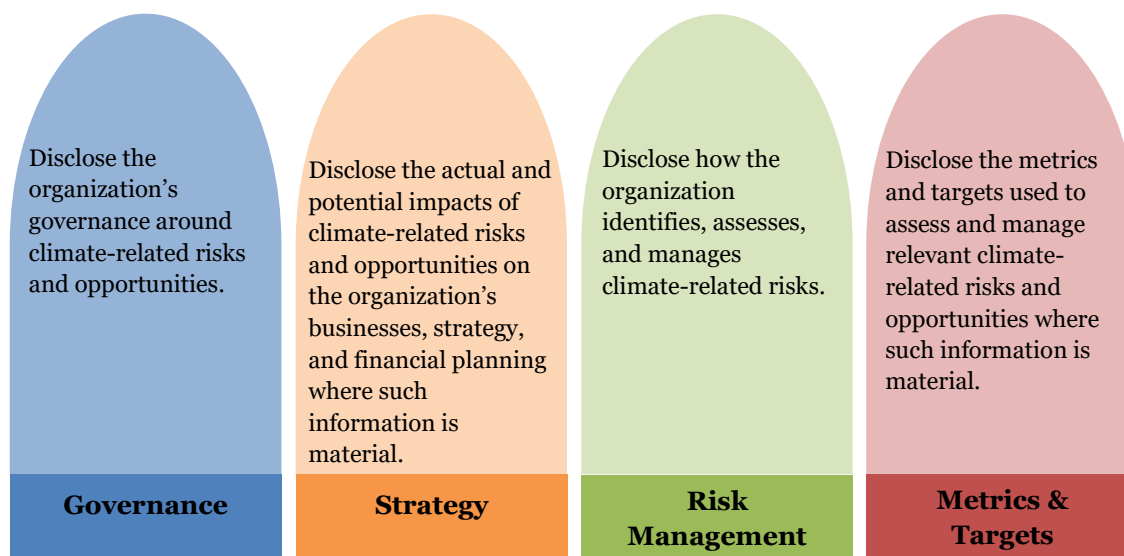 Disclose the
organization’s
governance around
climate-related risks
and opportunities.
Governance
Disclose the actual and
potential impacts of
climate-related risks
and opportunities on
the organization’s
businesses, strategy,
and financial planning
where such
information is
material.
Strategy
Disclose how the
organization
identifies, assesses,
and manages
climate-related risks.
Risk
Management
Disclose the metrics
and targets used to
assess and manage
relevant climate-
related risks and
opportunities where
such information is
material.
Metrics &
Targets